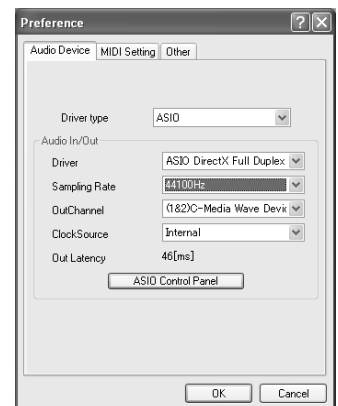 Preference
Audio Device MIDI Setting Other
Driver type ASIO
Audio In/Out
Driver ASIO DirectX Full Duplex
Sampling Rate 44100Hz
OutChannel (1&2)C-Media Wave Devic
ClockSource Internal
Out Latency 46[ms]
ASIO Control Panel
OK Cancel